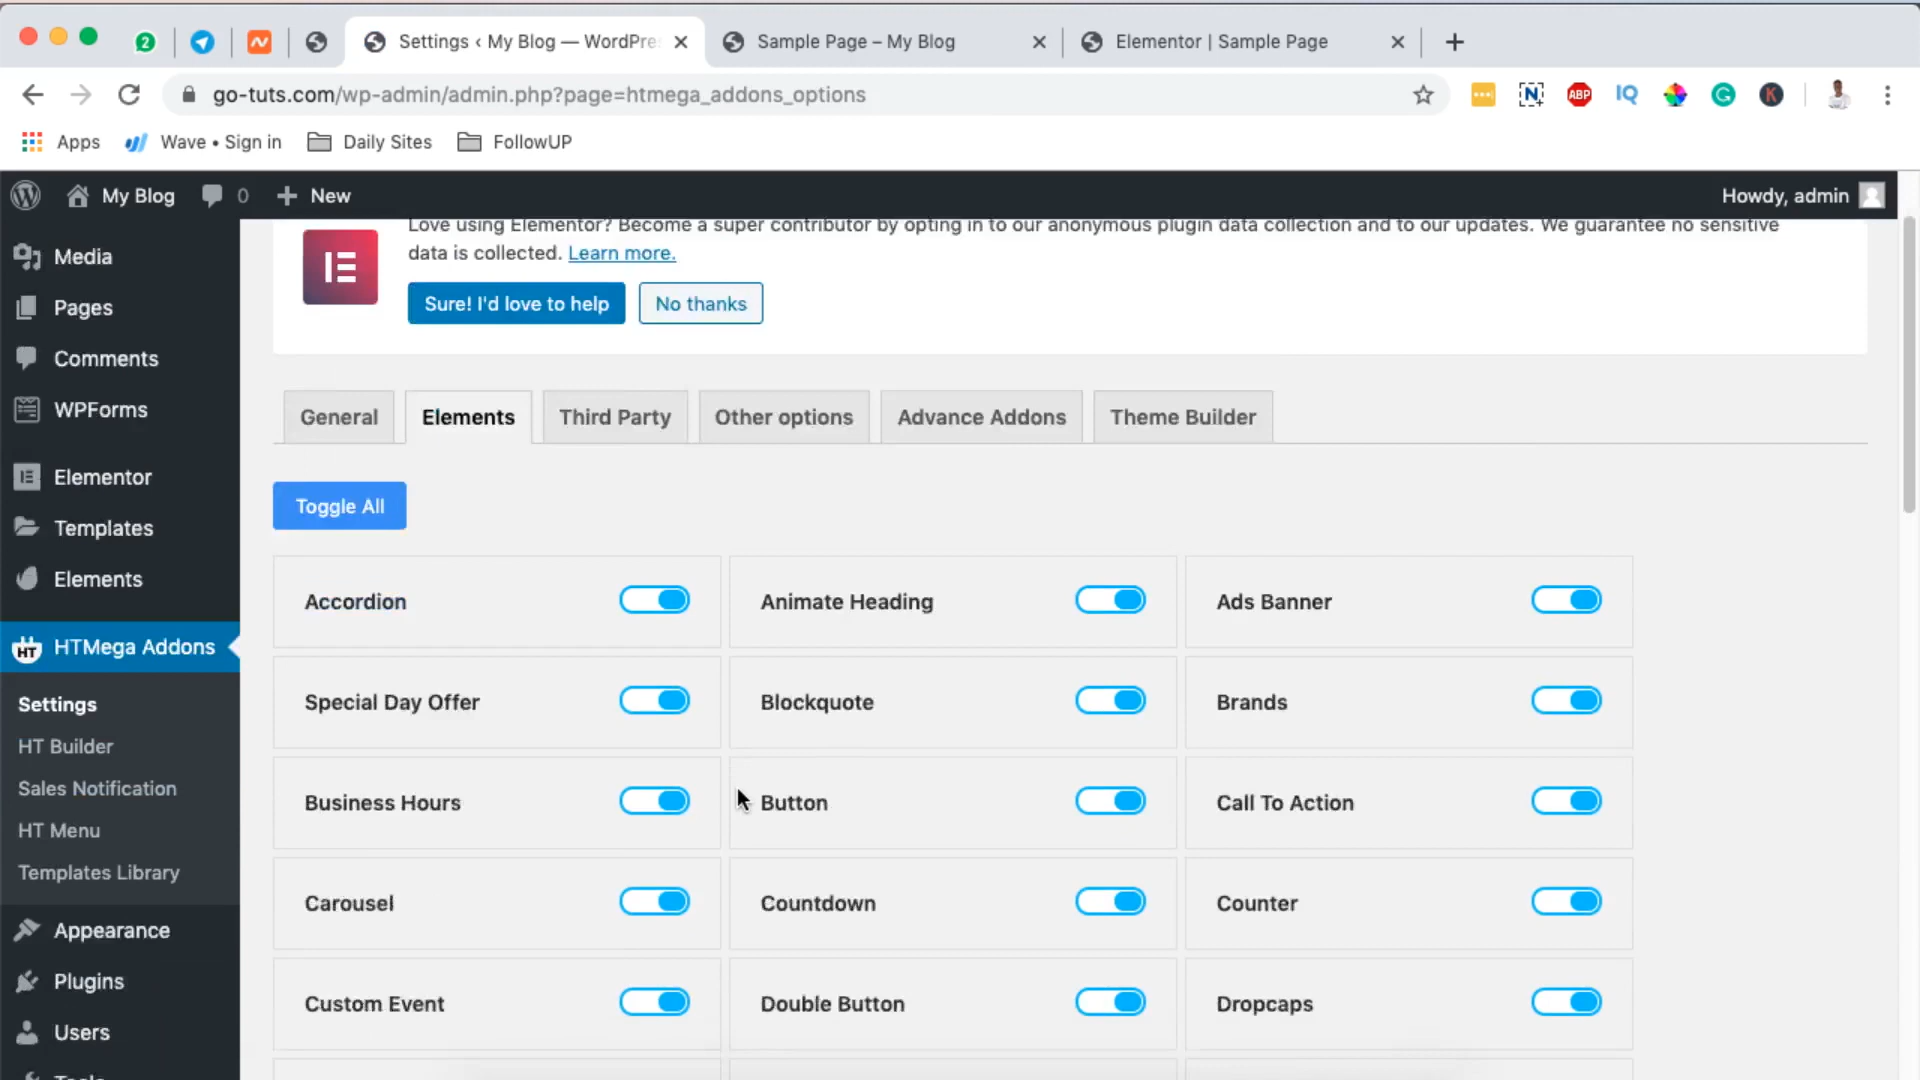 2
Settings ‹ My Blog — WordPre
Sample Page – My Blog
Elementor | Sample Page
go-tuts.com/wp-admin/admin.php?page=htmega_addons_options
N
ABP
IQ
G
K
Apps
Wave • Sign in
Daily Sites
FollowUP
My Blog
0
New
Howdy, admin
Love using Elementor? Become a super contributor by opting in to our anonymous plugin data collection and to our updates. We guarantee no sensitive
data is collected. Learn more.
Sure! I'd love to help
No thanks
Media
Pages
Comments
WPForms
Elementor
Templates
Elements
HT
HTMega Addons
Settings
HT Builder
Sales Notification
HT Menu
Templates Library
Appearance
Plugins
Users
General
Elements
Third Party
Other options
Advance Addons
Theme Builder
Toggle All
Accordion
Animate Heading
Ads Banner
Special Day Offer
Blockquote
Brands
Business Hours
Button
Call To Action
Carousel
Countdown
Counter
Custom Event
Double Button
Dropcaps